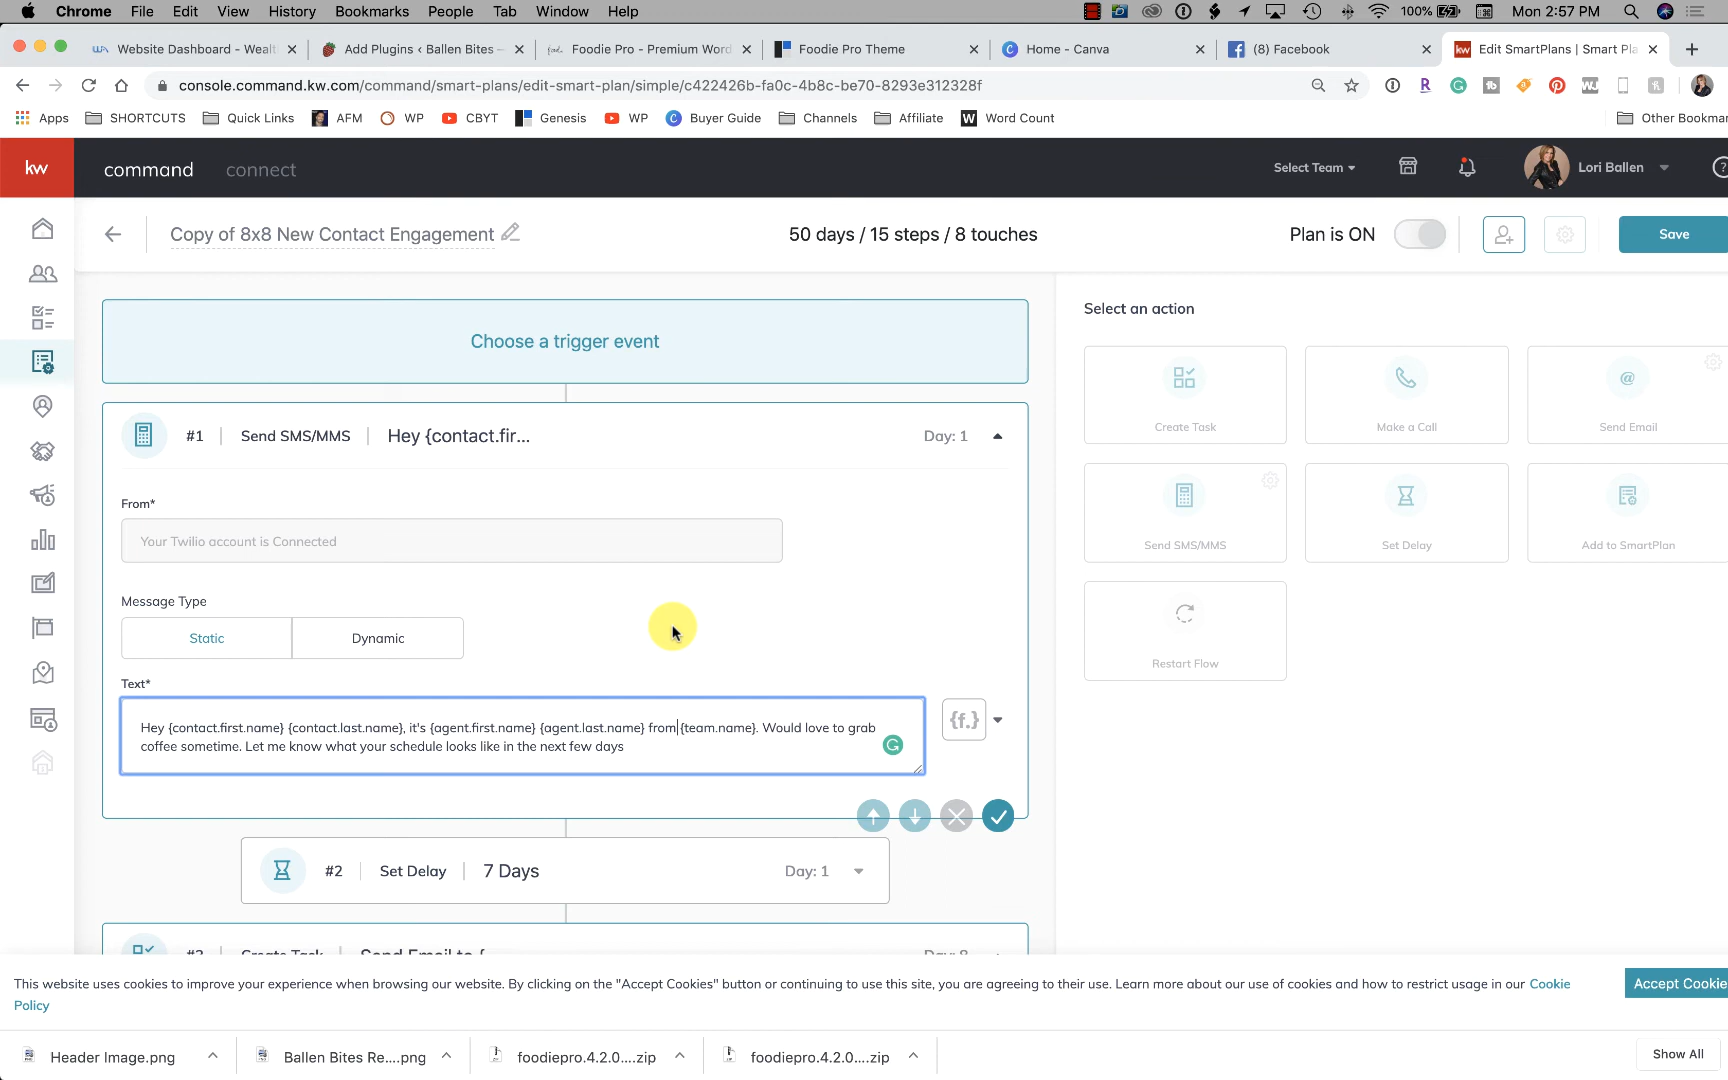 Chrome File Edit View History Bookmarks People Tab Window Help 100% Mon 2:57 PM
Website Dashboard - Wealt Add Plugins ‹ Ballen Bites — Foodie Pro - Premium Word Foodie Pro Theme Home - Canva (8) Facebook Edit SmartPlans | Smart Pla
console.command.kw.com/command/smart-plans/edit-smart-plan/simple/c422426b-fa0c-4b8c-be70-8293e312328f
Apps SHORTCUTS Quick Links AFM WP CBYT Genesis WP Buyer Guide Channels Affiliate Word Count Other Bookmar
kw command connect Select Team Lori Ballen
Copy of 8x8 New Contact Engagement 50 days / 15 steps / 8 touches Plan is ON Save
Choose a trigger event
Select an action
#1 Send SMS/MMS Hey {contact.fir... Day: 1
Create Task Make a Call Send Email
From*
Your Twilio account is Connected
Send SMS/MMS Set Delay Add to SmartPlan
Message Type
Static Dynamic
Restart Flow
Text*
Hey {contact.first.name} {contact.last.name}, it's {agent.first.name} {agent.last.name} from{team.name}. Would love to grab
coffee sometime. Let me know what your schedule looks like in the next few days
{f.}
#2 Set Delay 7 Days Day: 1
#3 Create Task Send Email to { Day: 8
This website uses cookies to improve your experience when browsing our website. By clicking on the "Accept Cookies" button or continuing to use this site, you are agreeing to their use. Learn more about our use of cookies and how to restrict usage in our Cookie
Policy
Accept Cookie
Header Image.png Ballen Bites Re....png foodiepro.4.2.0....zip foodiepro.4.2.0....zip Show All